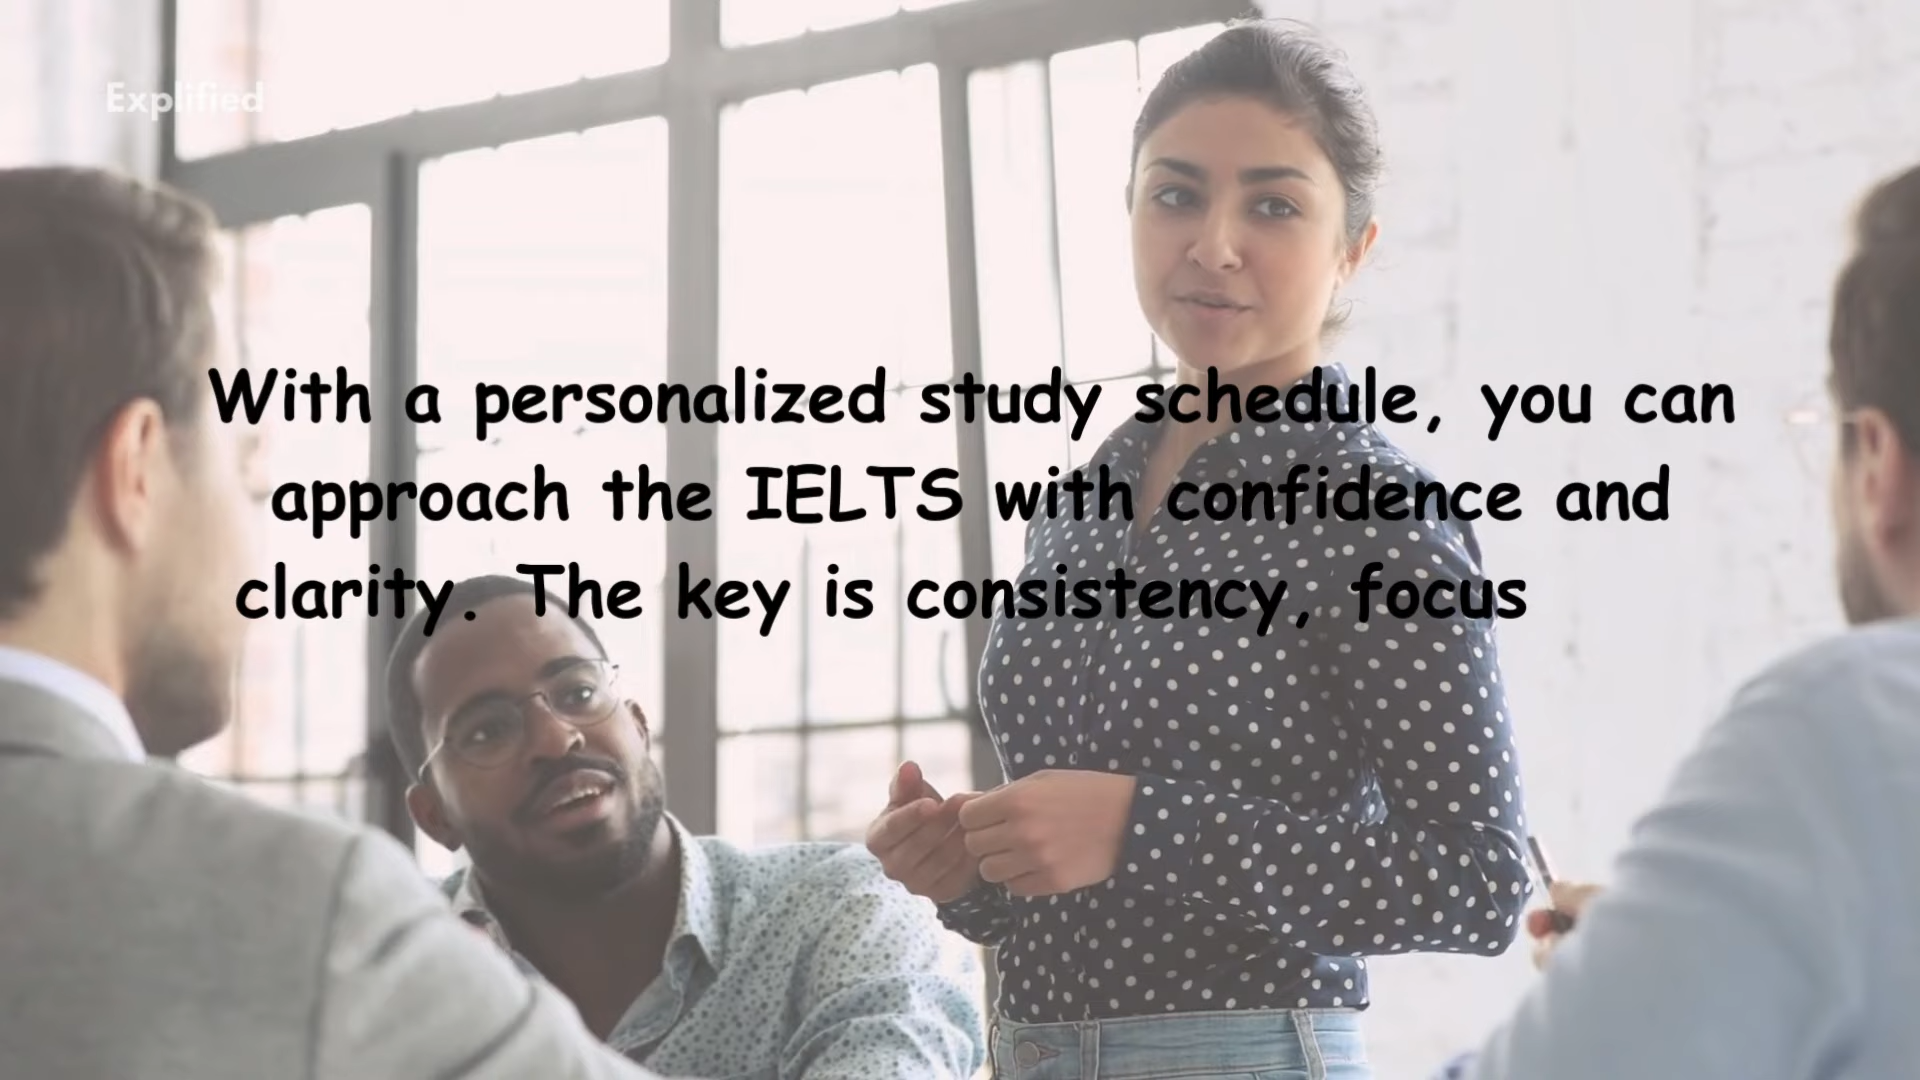 Explified
With a personalized study schedule, you can
approach the IELTS with confidence and
clarity. The key is consistency, focus